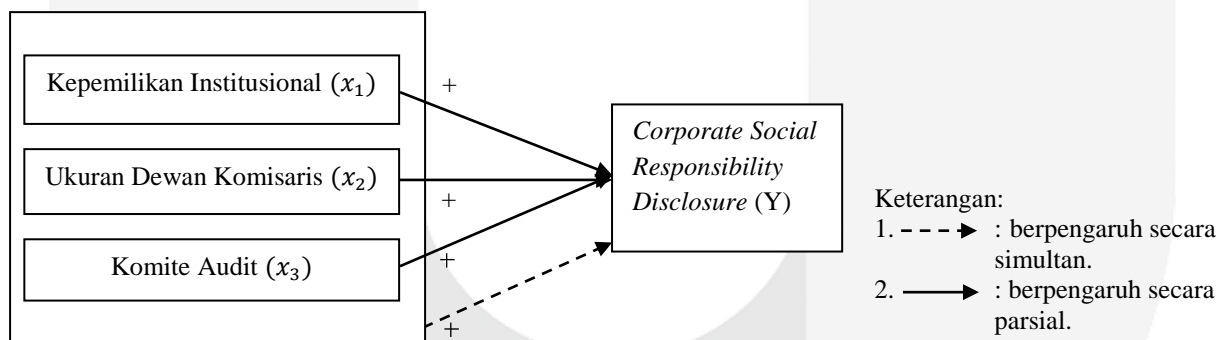 Kepemilikan Institusional (x₁)
+
Ukuran Dewan Komisaris (x₂)
+
Komite Audit (x₃)
+
+
Corporate Social
Responsibility
Disclosure (Y)
Keterangan:
1. : berpengaruh secara
simultan.
2. : berpengaruh secara
parsial.